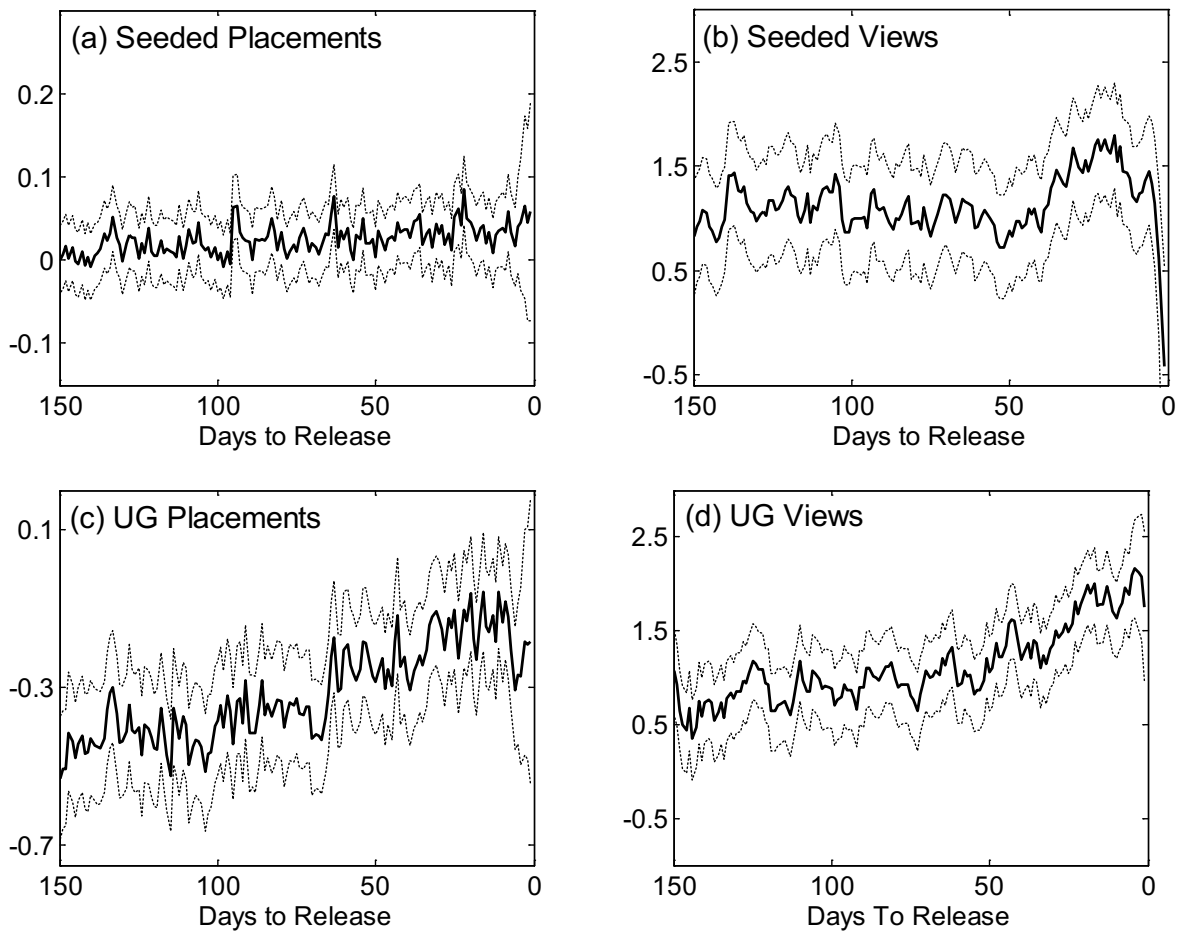 (a) Seeded Placements
0.2
0.1
0
-0.1
150 100 50 0
Days to Release
(b) Seeded Views
2.5
1.5
0.5
-0.5
150 100 50 0
Days to Release
(c) UG Placements
0.1
-0.3
-0.7
150 100 50 0
Days to Release
(d) UG Views
2.5
1.5
0.5
-0.5
150 100 50 0
Days To Release